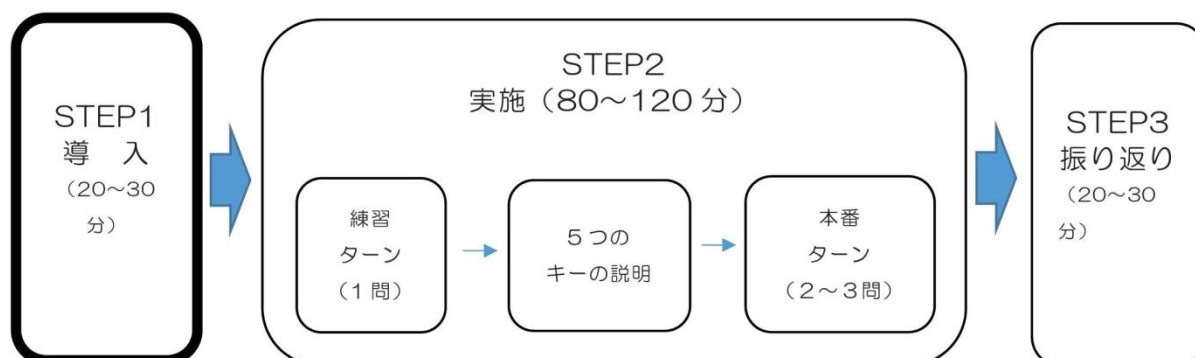 STEP1
導　入
（20～30
分）
STEP2
実施（80～120 分）
練習
ターン
（1 問）
5 つの
キーの説明
本番
ターン
（2～3問）
STEP3
振り返り
（20～30
分）